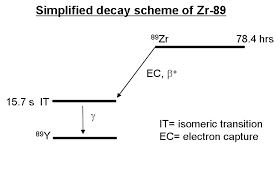 Simplified decay scheme of Zr-89
⁸⁹Zr 78.4 hrs
EC, β⁺
15.7 s IT
γ
⁸⁹Y
IT= isomeric transition
EC= electron capture